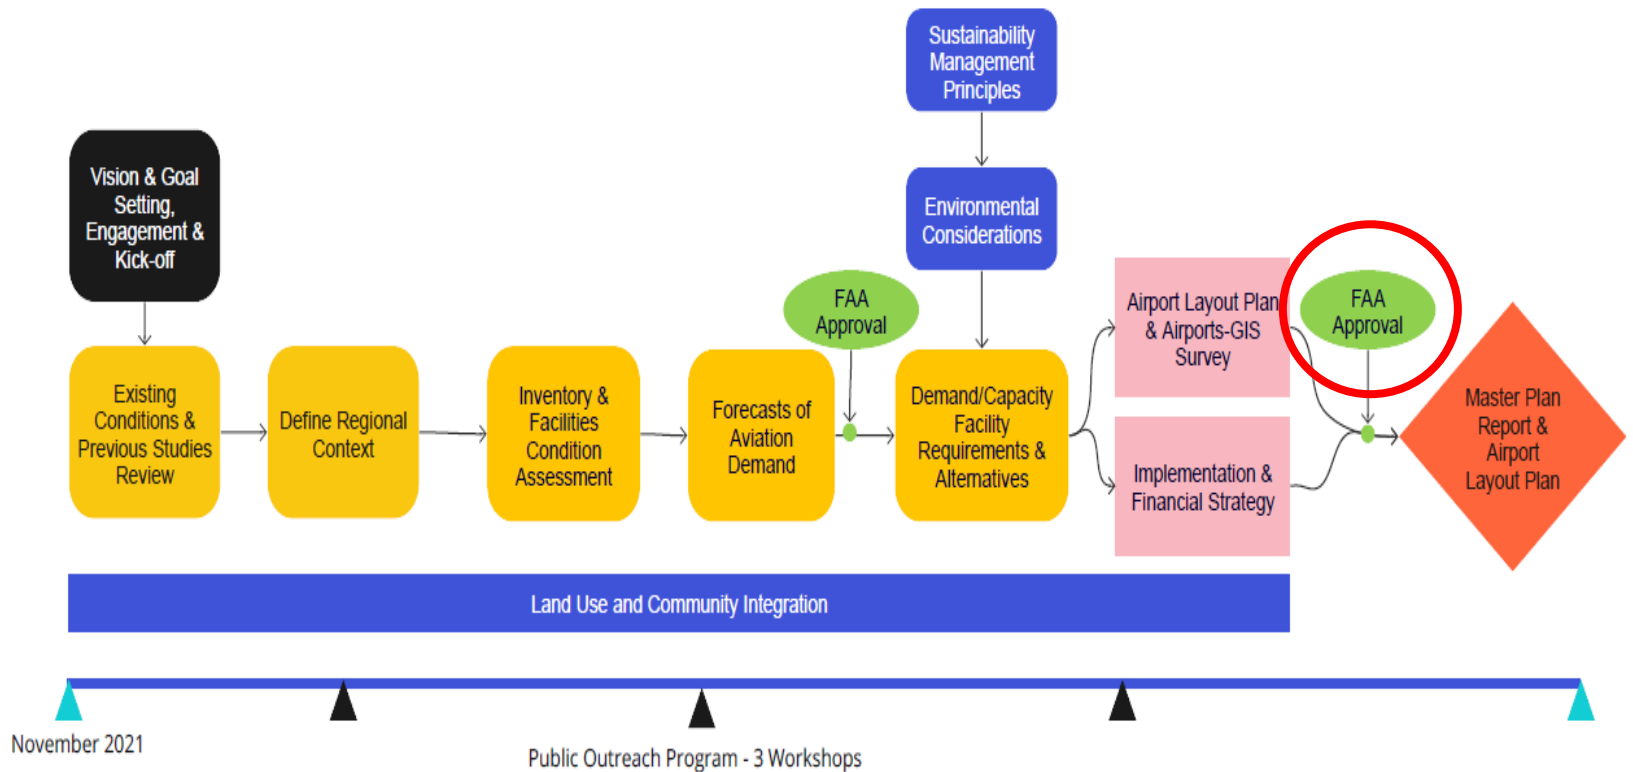 Sustainability
Management
Principles
Vision & Goal
Setting,
Engagement &
Kick-off
Environmental
Considerations
FAA
Approval
Airport Layout Plan
& Airports-GIS
Survey
FAA
Approval
Existing
Conditions &
Previous Studies
Review
Define Regional
Context
Inventory &
Facilities
Condition
Assessment
Forecasts of
Aviation
Demand
Demand/Capacity
Facility
Requirements &
Alternatives
Implementation &
Financial Strategy
Master Plan
Report &
Airport
Layout Plan
Land Use and Community Integration
November 2021
Public Outreach Program - 3 Workshops